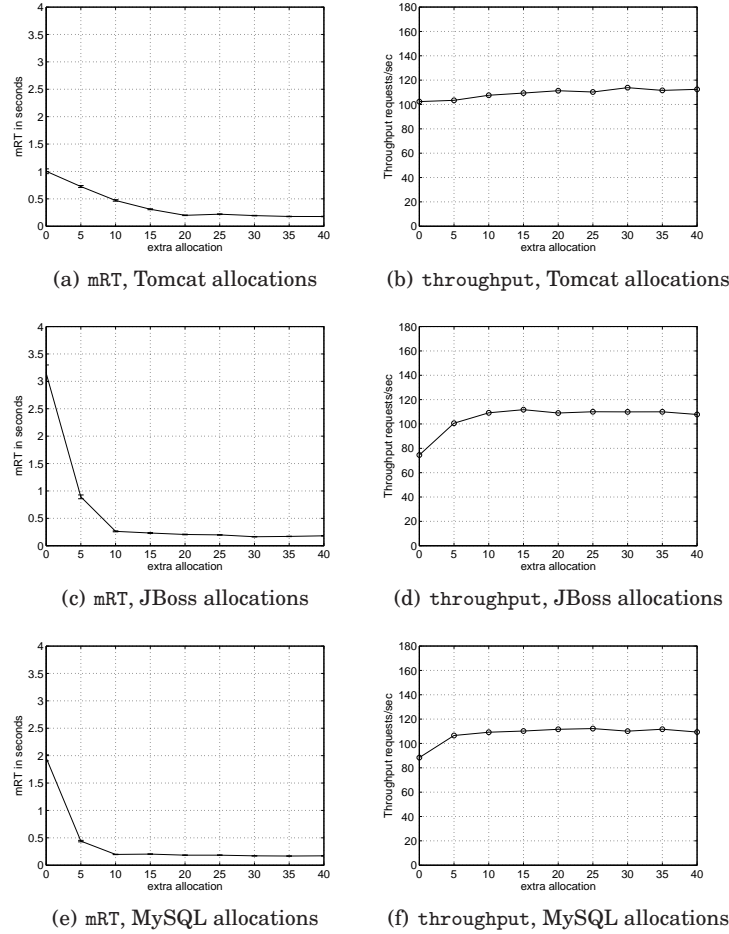 4
3.5
3
2.5
2
1.5
1
0.5
0
mRT in seconds
0 5 10 15 20 25 30 35 40
extra allocation
(a) mRT, Tomcat allocations
180
160
140
120
100
80
60
40
20
0
Throughput requests/sec
0 5 10 15 20 25 30 35 40
extra allocation
(b) throughput, Tomcat allocations
4
3.5
3
2.5
2
1.5
1
0.5
0
mRT in seconds
0 5 10 15 20 25 30 35 40
extra allocation
(c) mRT, JBoss allocations
180
160
140
120
100
80
60
40
20
0
Throughput requests/sec
0 5 10 15 20 25 30 35 40
extra allocation
(d) throughput, JBoss allocations
4
3.5
3
2.5
2
1.5
1
0.5
0
mRT in seconds
0 5 10 15 20 25 30 35 40
extra allocation
(e) mRT, MySQL allocations
180
160
140
120
100
80
60
40
20
0
Throughput requests/sec
0 5 10 15 20 25 30 35 40
extra allocation
(f) throughput, MySQL allocations